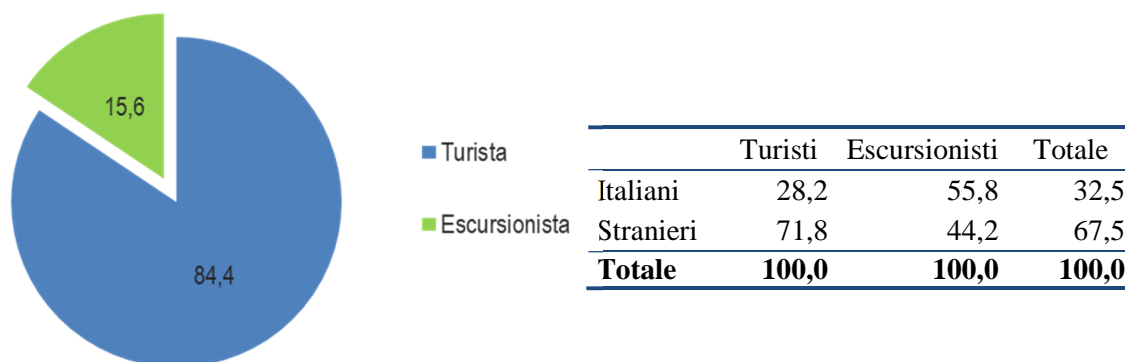 15,6
84,4
Turista
Escursionista
Turisti Escursionisti Totale
Italiani 28,2 55,8 32,5
Stranieri 71,8 44,2 67,5
Totale 100,0 100,0 100,0